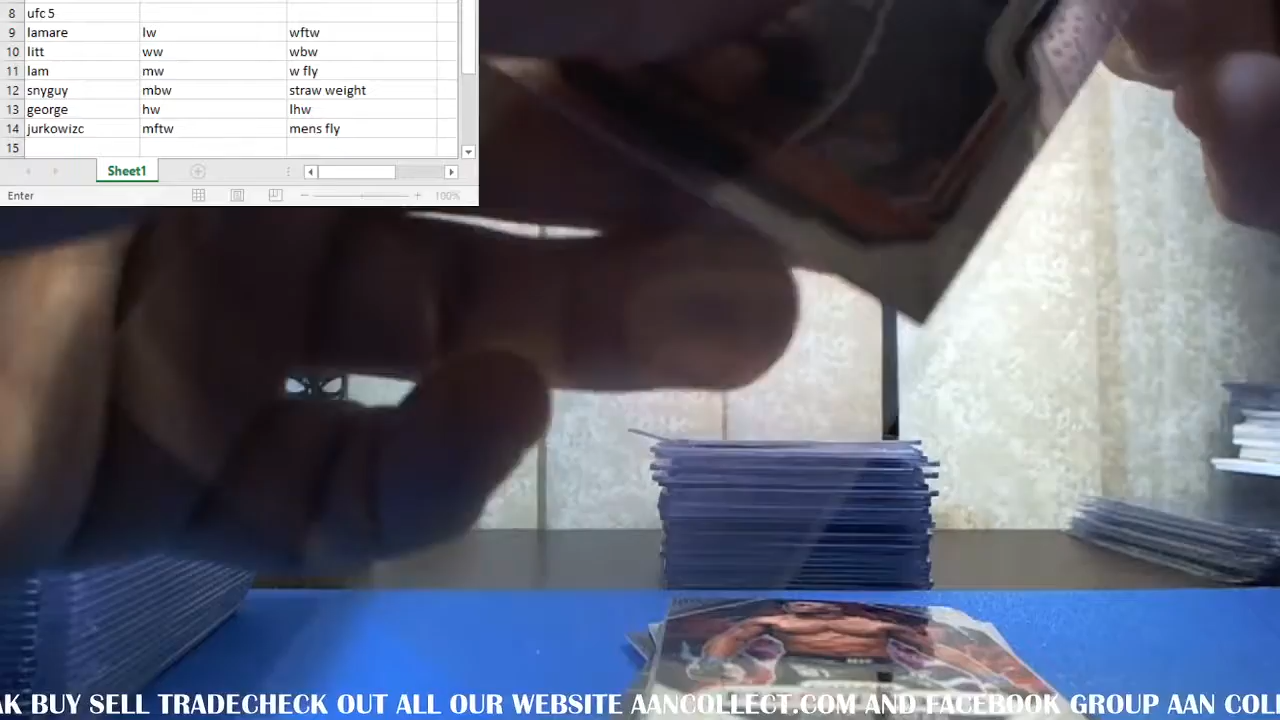 8 ufc 5
9 lamare lw wftw
10 litt ww wbw
11 lam mw w fly
12 snyguy mbw straw weight
13 george hw lhw
14 jurkowizc mftw mens fly
15
Sheet1
Enter 100%
AK BUY SELL TRADECHECK OUT ALL OUR WEBSITE AANCOLLECT.COM AND FACEBOOK GROUP AAN COL